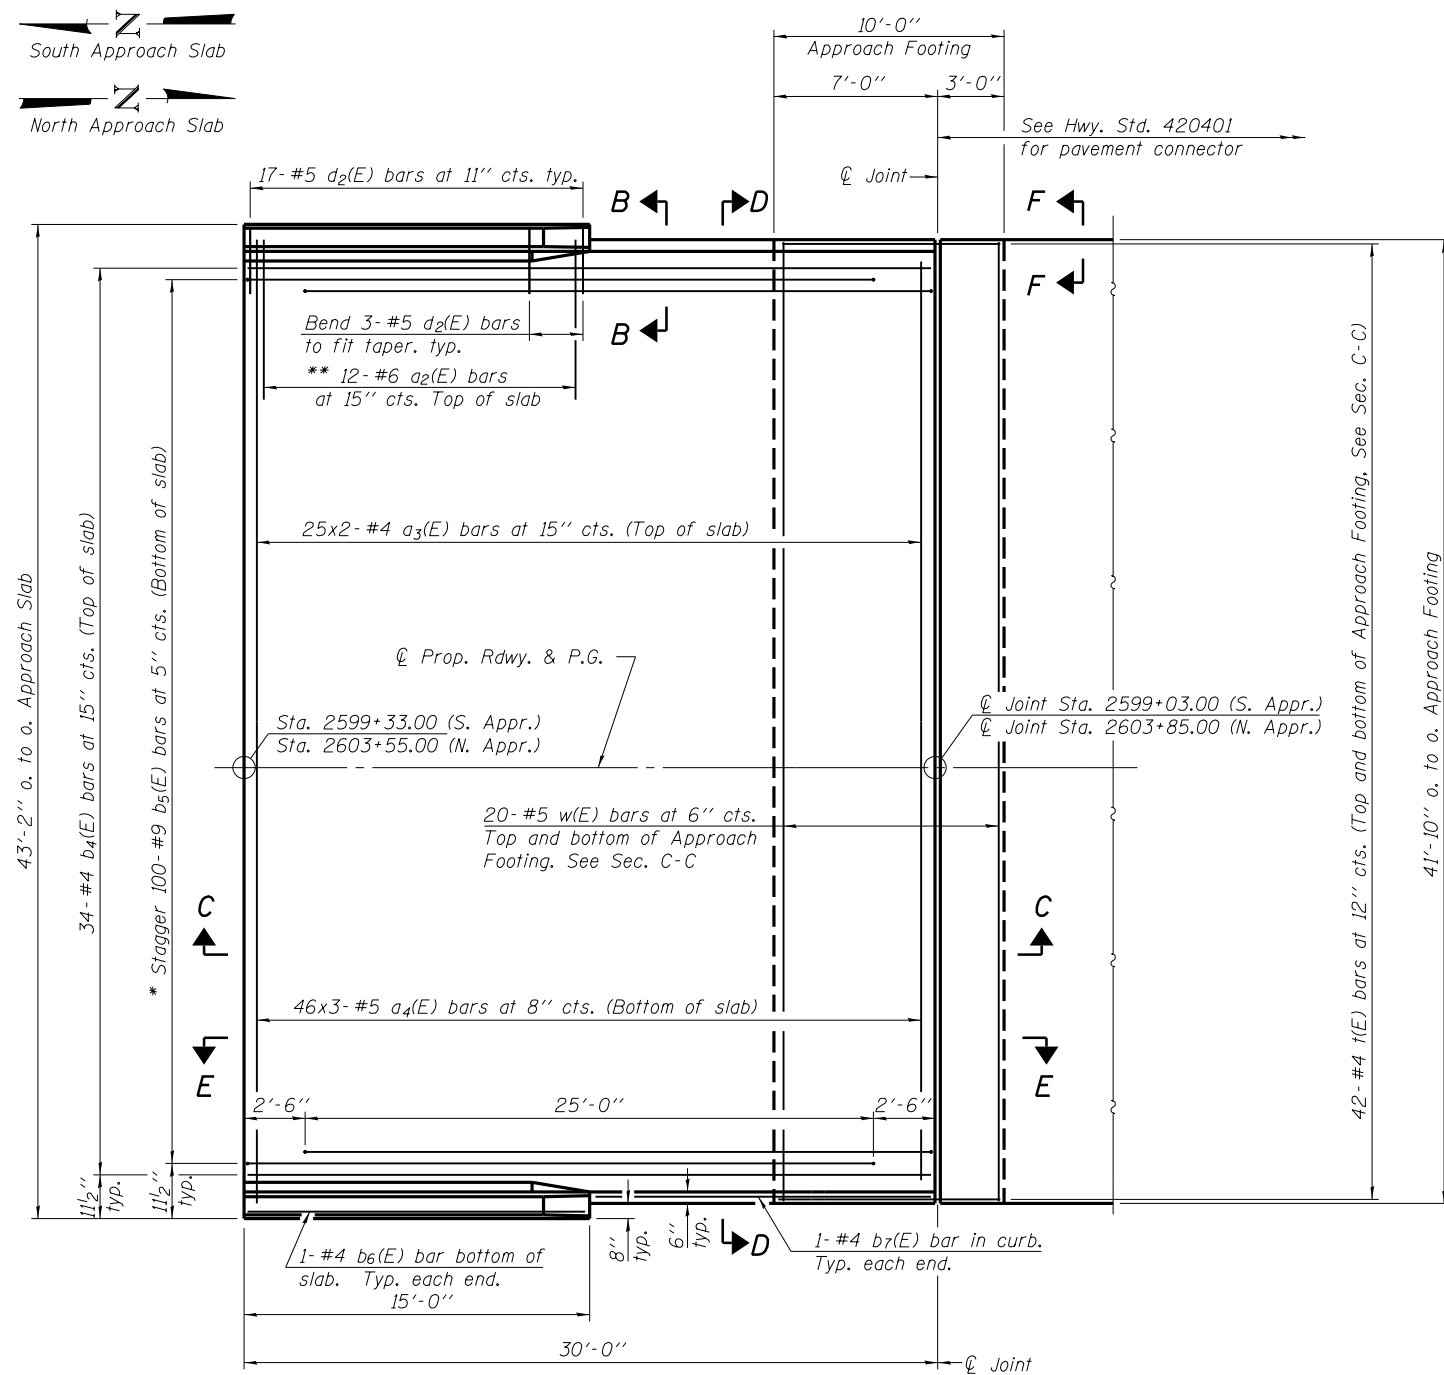 N
South Approach Slab
N
North Approach Slab
10'-0"
Approach Footing
7'-0"
3'-0"
See Hwy. Std. 420401
for pavement connector
℄ Joint
17-#5 d2(E) bars at 11" cts. typ.
B
D
F
F
B
Bend 3-#5 d2(E) bars
to fit taper. typ.
** 12-#6 a2(E) bars
at 15" cts. Top of slab
43'-2" o. to o. Approach Slab
34-#4 b4(E) bars at 15" cts. (Top of slab)
* Stagger 100-#9 b5(E) bars at 5" cts. (Bottom of slab)
25x2-#4 a3(E) bars at 15" cts. (Top of slab)
℄ Prop. Rdwy. & P.G.
Sta. 2599+33.00 (S. Appr.)
Sta. 2603+55.00 (N. Appr.)
℄ Joint Sta. 2599+03.00 (S. Appr.)
℄ Joint Sta. 2603+85.00 (N. Appr.)
20-#5 w(E) bars at 6" cts.
Top and bottom of Approach
Footing. See Sec. C-C
42-#4 t(E) bars at 12" cts. (Top and bottom of Approach Footing. See Sec. C-C)
41'-10" o. to o. Approach Footing
C
C
46x3-#5 a4(E) bars at 8" cts. (Bottom of slab)
E
E
2'-6"
25'-0"
2'-6"
11½"
typ.
11½"
typ.
1-#4 b6(E) bar bottom of
slab. Typ. each end.
8"
typ.
6"
typ.
D
1-#4 b7(E) bar in curb.
Typ. each end.
15'-0"
30'-0"
℄ Joint